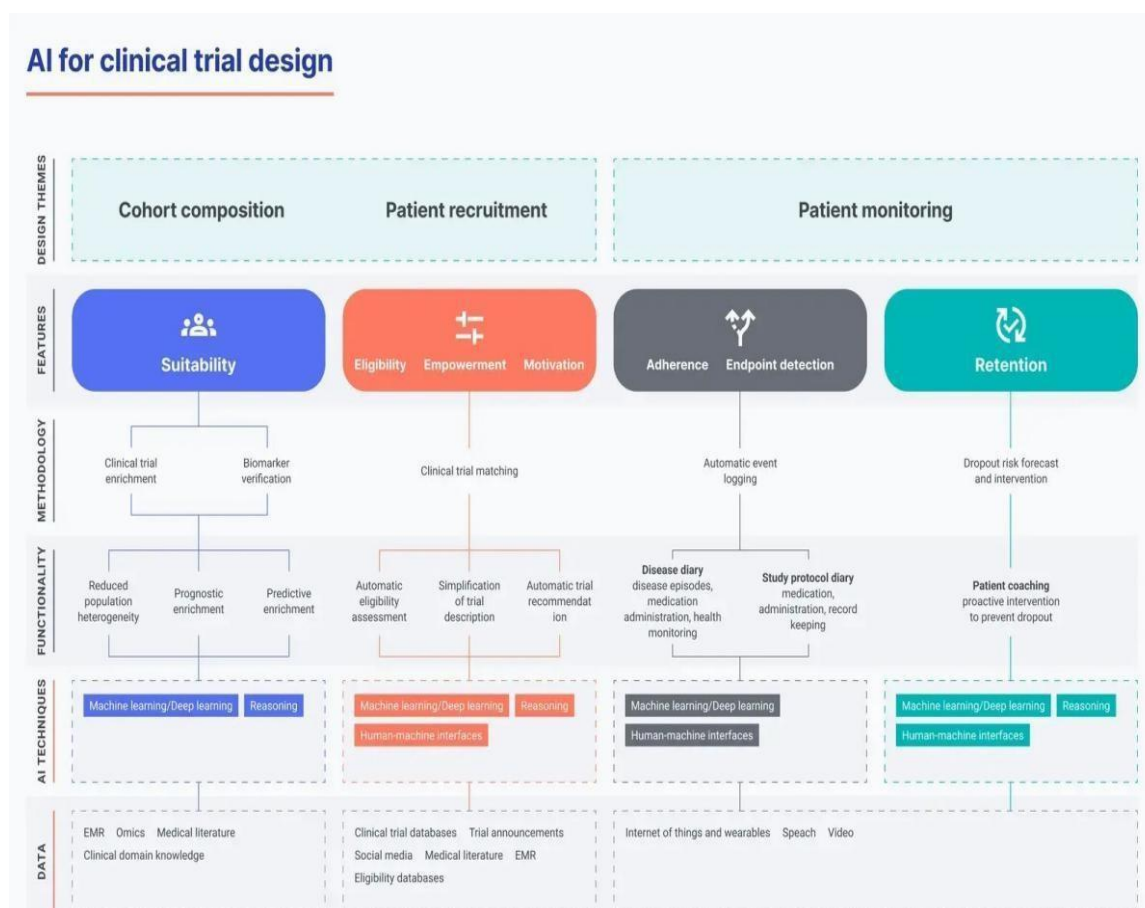 AI for clinical trial design
DESIGN THEMES
Cohort composition
Patient recruitment
Patient monitoring
FEATURES
Suitability
Eligibility Empowerment Motivation
Adherence Endpoint detection
Retention
METHODOLOGY
Clinical trial
enrichment
Biomarker
verification
Clinical trial matching
Automatic event
logging
Dropout risk forecast
and intervention
FUNCTIONALITY
Reduced
population
heterogeneity
Prognostic
enrichment
Predictive
enrichment
Automatic
eligibility
assessment
Simplification
of trial
description
Automatic trial
recommendat
ion
Disease diary
disease episodes,
medication
administration, health
monitoring
Study protocol diary
medication,
administration, record
keeping
Patient coaching
proactive intervention
to prevent dropout
AI TECHNIQUES
Machine learning/Deep learning Reasoning
Machine learning/Deep learning Reasoning
Human-machine interfaces
Machine learning/Deep learning
Human-machine interfaces
Machine learning/Deep learning Reasoning
Human-machine interfaces
DATA
EMR Omics Medical literature
Clinical domain knowledge
Clinical trial databases Trial announcements
Social media Medical literature EMR
Eligibility databases
Internet of things and wearables Speach Video